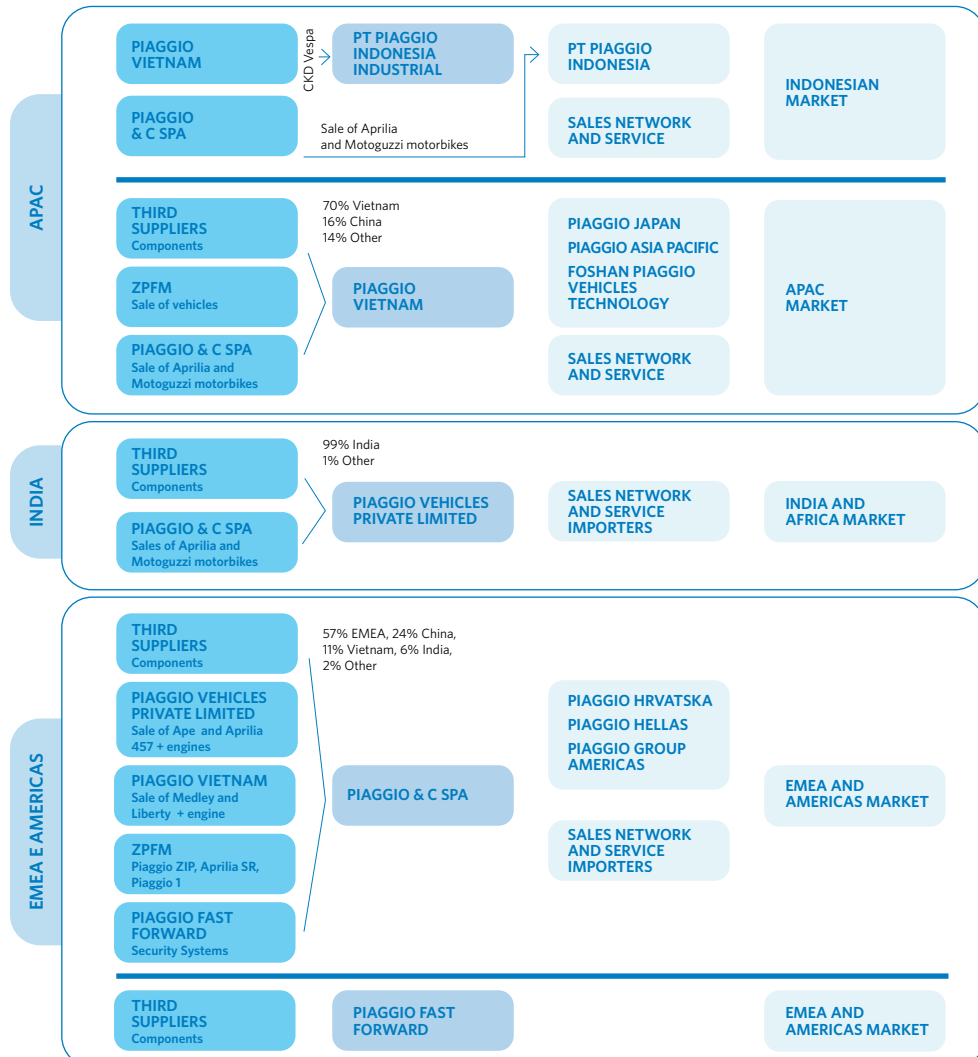 APAC
PIAGGIO
VIETNAM
CKD Vespa
PT PIAGGIO
INDONESIA
INDUSTRIAL
PT PIAGGIO
INDONESIA
INDONESIAN
MARKET
PIAGGIO
& C SPA
Sale of Aprilia
and Motoguzzi motorbikes
SALES NETWORK
AND SERVICE
THIRD
SUPPLIERS
Components
70% Vietnam
16% China
14% Other
ZPFM
Sale of vehicles
PIAGGIO & C SPA
Sale of Aprilia and
Motoguzzi motorbikes
PIAGGIO
VIETNAM
PIAGGIO JAPAN
PIAGGIO ASIA PACIFIC
FOSHAN PIAGGIO
VEHICLES
TECHNOLOGY
SALES NETWORK
AND SERVICE
APAC
MARKET
INDIA
THIRD
SUPPLIERS
Components
99% India
1% Other
PIAGGIO & C SPA
Sales of Aprilia and
Motoguzzi motorbikes
PIAGGIO VEHICLES
PRIVATE LIMITED
SALES NETWORK
AND SERVICE
IMPORTERS
INDIA AND
AFRICA MARKET
EMEA E AMERICAS
THIRD
SUPPLIERS
Components
57% EMEA, 24% China,
11% Vietnam, 6% India,
2% Other
PIAGGIO VEHICLES
PRIVATE LIMITED
Sale of Ape and Aprilia
457 + engines
PIAGGIO VIETNAM
Sale of Medley and
Liberty + engine
ZPFM
Piaggio ZIP, Aprilia SR,
Piaggio 1
PIAGGIO FAST
FORWARD
Security Systems
PIAGGIO & C SPA
PIAGGIO HRVATSKA
PIAGGIO HELLAS
PIAGGIO GROUP
AMERICAS
SALES NETWORK
AND SERVICE
IMPORTERS
EMEA AND
AMERICAS MARKET
THIRD
SUPPLIERS
Components
PIAGGIO FAST
FORWARD
EMEA AND
AMERICAS MARKET